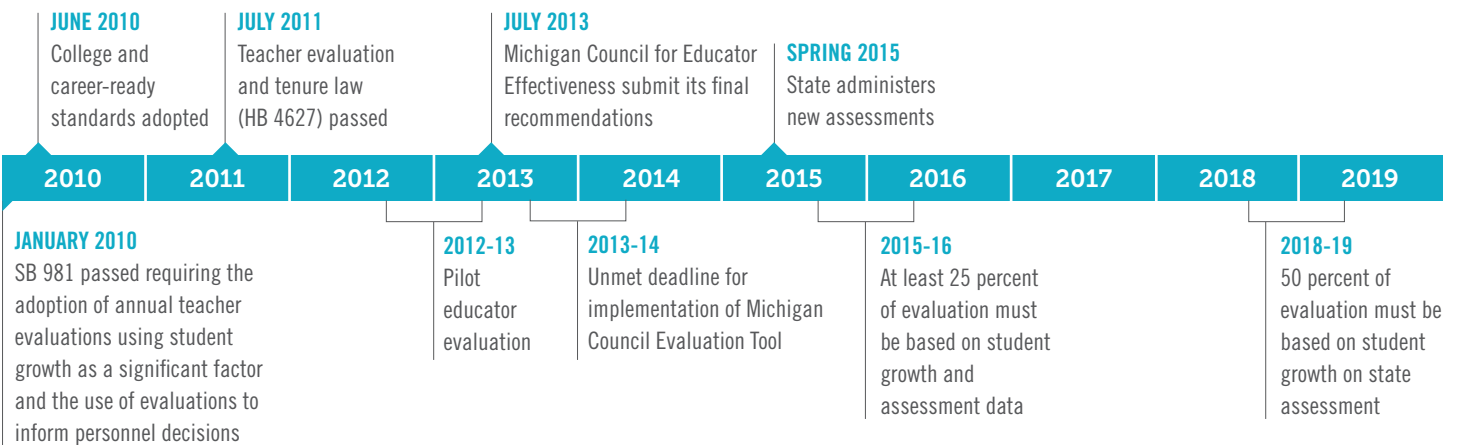 JUNE 2010
College and
career-ready
standards adopted
JULY 2011
Teacher evaluation
and tenure law
(HB 4627) passed
JULY 2013
Michigan Council for Educator
Effectiveness submit its final
recommendations
SPRING 2015
State administers
new assessments
2010 2011 2012 2013 2014 2015 2016 2017 2018 2019
JANUARY 2010
SB 981 passed requiring the
adoption of annual teacher
evaluations using student
growth as a significant factor
and the use of evaluations to
inform personnel decisions
2012-13
Pilot
educator
evaluation
2013-14
Unmet deadline for
implementation of Michigan
Council Evaluation Tool
2015-16
At least 25 percent
of evaluation must
be based on student
growth and
assessment data
2018-19
50 percent of
evaluation must be
based on student
growth on state
assessment